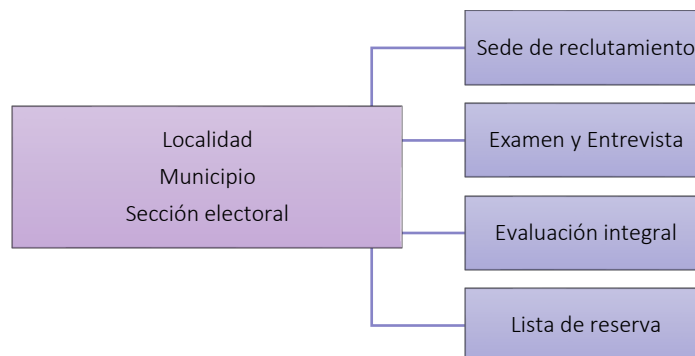 Localidad
Municipio
Sección electoral
Sede de reclutamiento
Examen y Entrevista
Evaluación integral
Lista de reserva